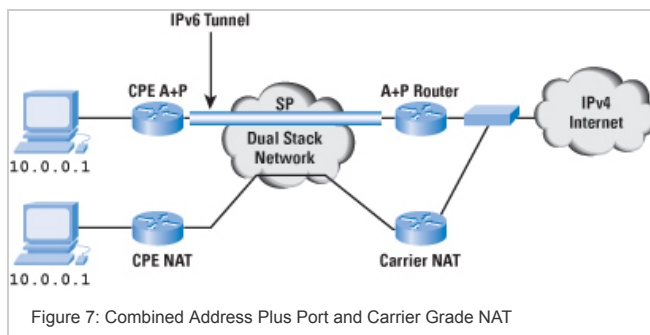 IPv6 Tunnel
CPE A+P
SP
A+P Router
Dual Stack
Network
IPv4
Internet
10.0.0.1
CPE NAT
Carrier NAT
10.0.0.1
Figure 7: Combined Address Plus Port and Carrier Grade NAT